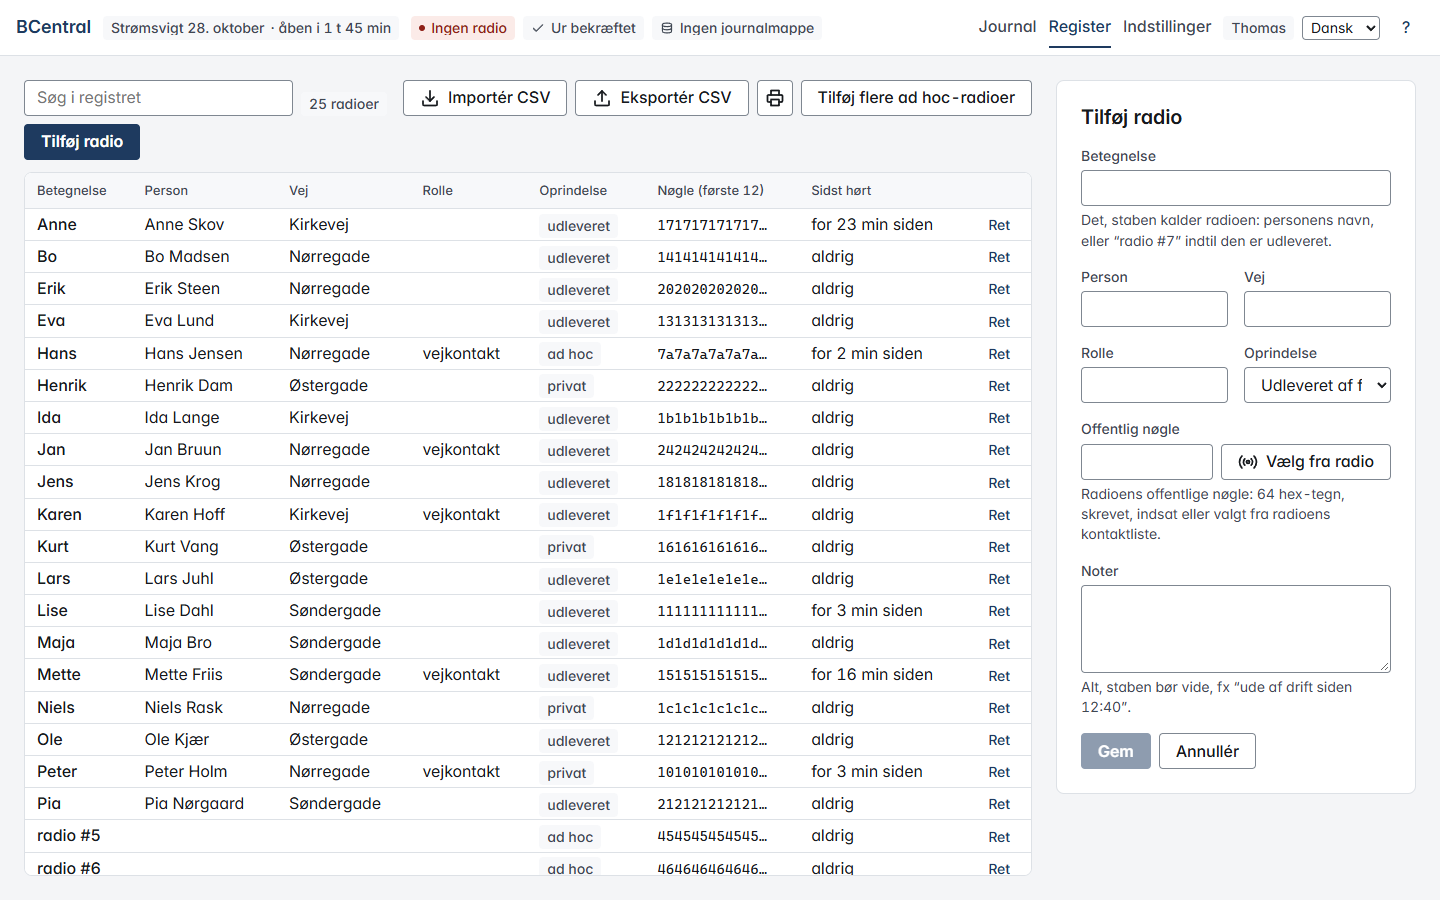 BCentral Strømsvigt 28. oktober · åben i 1 t 45 min Ingen radio Ur bekræftet Ingen journalmappe Journal Register Indstillinger Thomas Dansk ?
Søg i registret 25 radioer Importér CSV Eksportér CSV Tilføj flere ad hoc-radioer
Tilføj radio
Betegnelse Person Vej Rolle Oprindelse Nøgle (første 12) Sidst hørt
Anne Anne Skov Kirkevej udleveret 171717171717… for 23 min siden Ret
Bo Bo Madsen Nørregade udleveret 141414141414… aldrig Ret
Erik Erik Steen Nørregade udleveret 202020202020… aldrig Ret
Eva Eva Lund Kirkevej udleveret 131313131313… aldrig Ret
Hans Hans Jensen Nørregade vejkontakt ad hoc 7a7a7a7a7a7a… for 2 min siden Ret
Henrik Henrik Dam Østergade privat 222222222222… aldrig Ret
Ida Ida Lange Kirkevej udleveret 1b1b1b1b1b1b… aldrig Ret
Jan Jan Bruun Nørregade vejkontakt udleveret 242424242424… aldrig Ret
Jens Jens Krog Nørregade udleveret 181818181818… aldrig Ret
Karen Karen Hoff Kirkevej vejkontakt udleveret 1f1f1f1f1f1f… aldrig Ret
Kurt Kurt Vang Østergade privat 161616161616… aldrig Ret
Lars Lars Juhl Østergade udleveret 1e1e1e1e1e1e… aldrig Ret
Lise Lise Dahl Søndergade udleveret 111111111111… for 3 min siden Ret
Maja Maja Bro Søndergade udleveret 1d1d1d1d1d1d… aldrig Ret
Mette Mette Friis Søndergade vejkontakt udleveret 151515151515… for 16 min siden Ret
Niels Niels Rask Nørregade privat 1c1c1c1c1c1c… aldrig Ret
Ole Ole Kjær Østergade udleveret 121212121212… aldrig Ret
Peter Peter Holm Nørregade vejkontakt privat 101010101010… for 3 min siden Ret
Pia Pia Nørgaard Søndergade udleveret 212121212121… aldrig Ret
radio #5 ad hoc 454545454545… aldrig Ret
radio #6 ad hoc 464646464646… aldrig Ret
Tilføj radio
Betegnelse
Det, staben kalder radioen: personens navn,
eller “radio #7” indtil den er udleveret.
Person Vej
Rolle Oprindelse
Udleveret af f
Offentlig nøgle
Vælg fra radio
Radioens offentlige nøgle: 64 hex-tegn,
skrevet, indsat eller valgt fra radioens
kontaktliste.
Noter
Alt, staben bør vide, fx “ude af drift siden
12:40”.
Gem Annullér